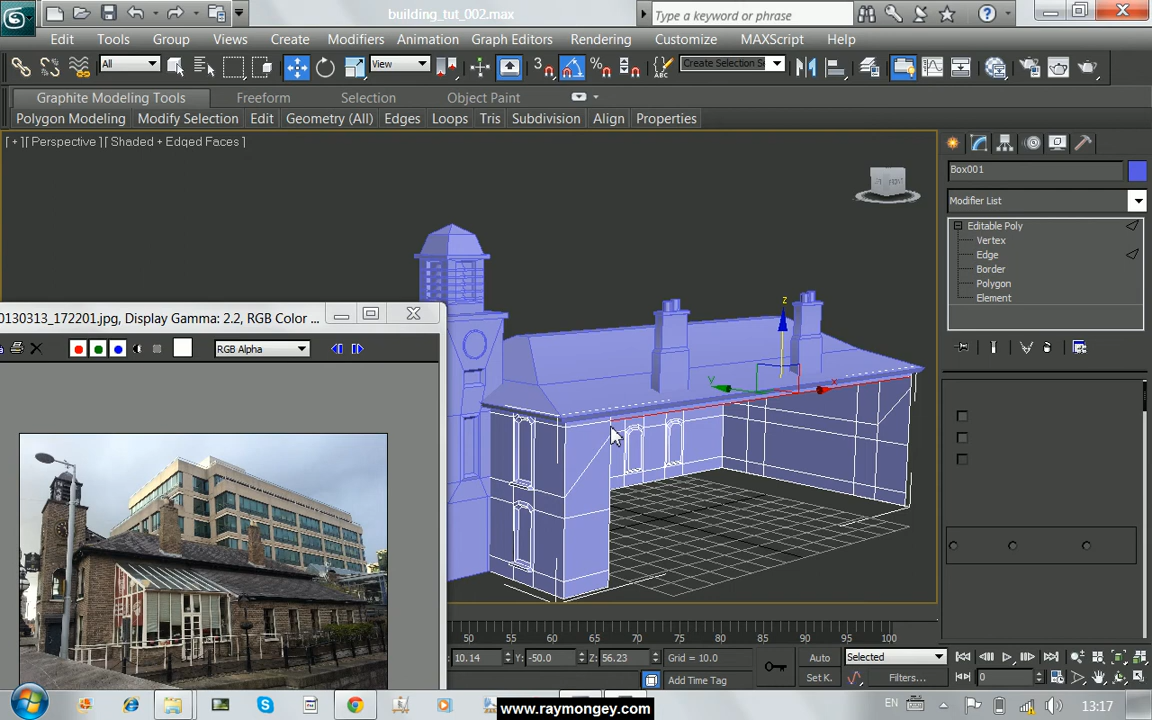 building_tut_002.max
Type a keyword or phrase
Edit Tools Group Views Create Modifiers Animation Graph Editors Rendering Customize MAXScript Help
All
View
3
ABC
Create Selection Se
Graphite Modeling Tools Freeform Selection Object Paint
Polygon Modeling Modify Selection Edit Geometry (All) Edges Loops Tris Subdivision Align Properties
[ + ][ Perspective ][ Shaded + Edged Faces ]
Box001
Modifier List
Editable Poly
Vertex
Edge
Border
Polygon
Element
z
y
x
0130313_172201.jpg, Display Gamma: 2.2, RGB Color ...
RGB Alpha
50 55 60 65 70 75 80 85 90 95 100
10.14 Y: -50.0 Z: 56.23 Grid = 10.0
Add Time Tag
Auto Selected
Set K. Filters... 0
www.raymongey.com
EN 13:17